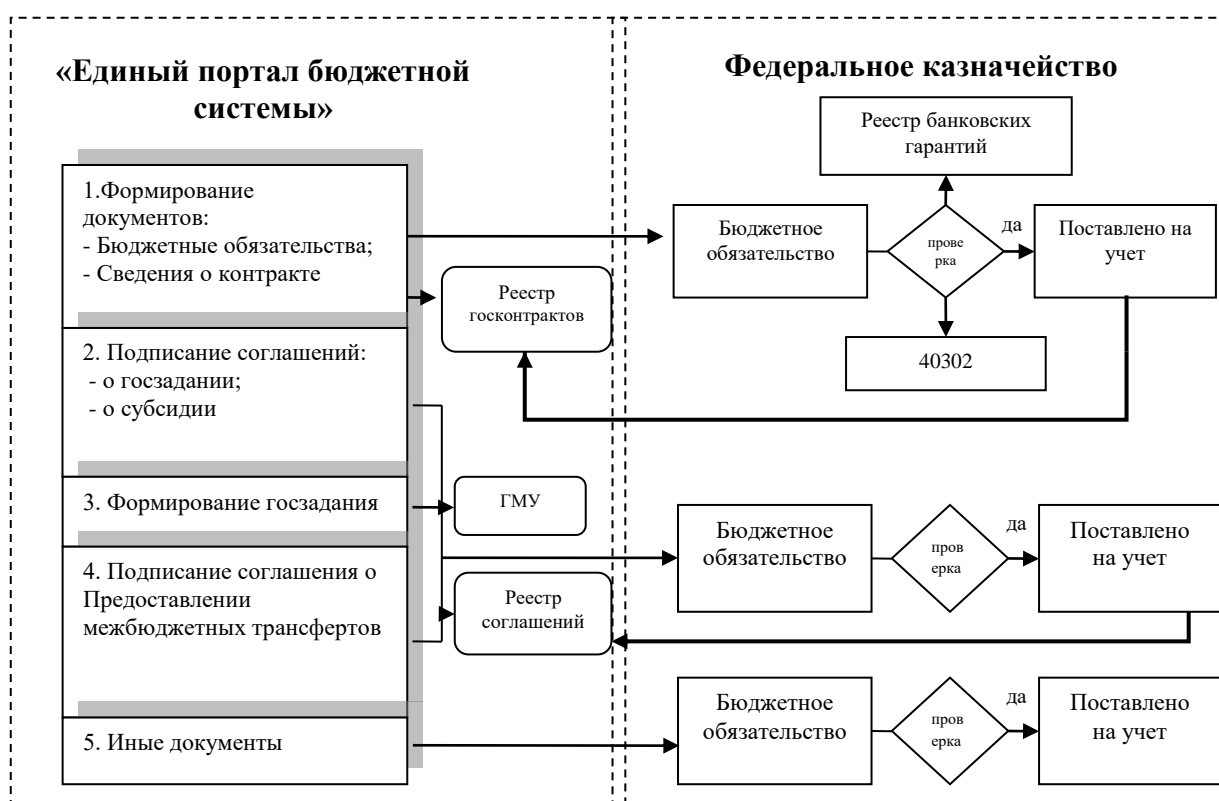 «Единый портал бюджетной
системы»
1.Формирование
документов:
- Бюджетные обязательства;
- Сведения о контракте
Реестр
госконтрактов
2. Подписание соглашений:
- о госзадании;
- о субсидии
3. Формирование госзадания
ГМУ
4. Подписание соглашения о
Предоставлении
межбюджетных трансфертов
Реестр
соглашений
5. Иные документы
Федеральное казначейство
Реестр банковских
гарантий
Бюджетное
обязательство
прове
рка
да
Поставлено на
учет
40302
Бюджетное
обязательство
пров
ерка
да
Поставлено
на учет
Бюджетное
обязательство
пров
ерка
да
Поставлено
на учет